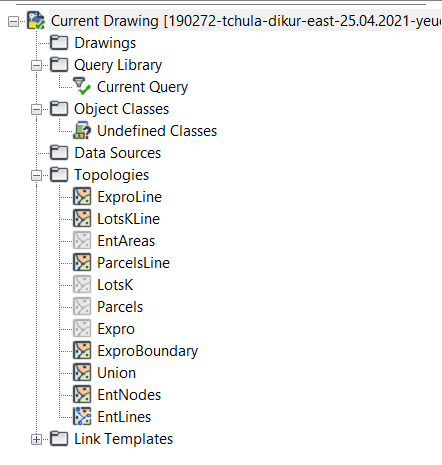 Current Drawing [190272-tchula-dikur-east-25.04.2021-yeuc
Drawings
Query Library
Current Query
Object Classes
Undefined Classes
Data Sources
Topologies
ExproLine
LotsKLine
EntAreas
ParcelsLine
LotsK
Parcels
Expro
ExproBoundary
Union
EntNodes
EntLines
Link Templates